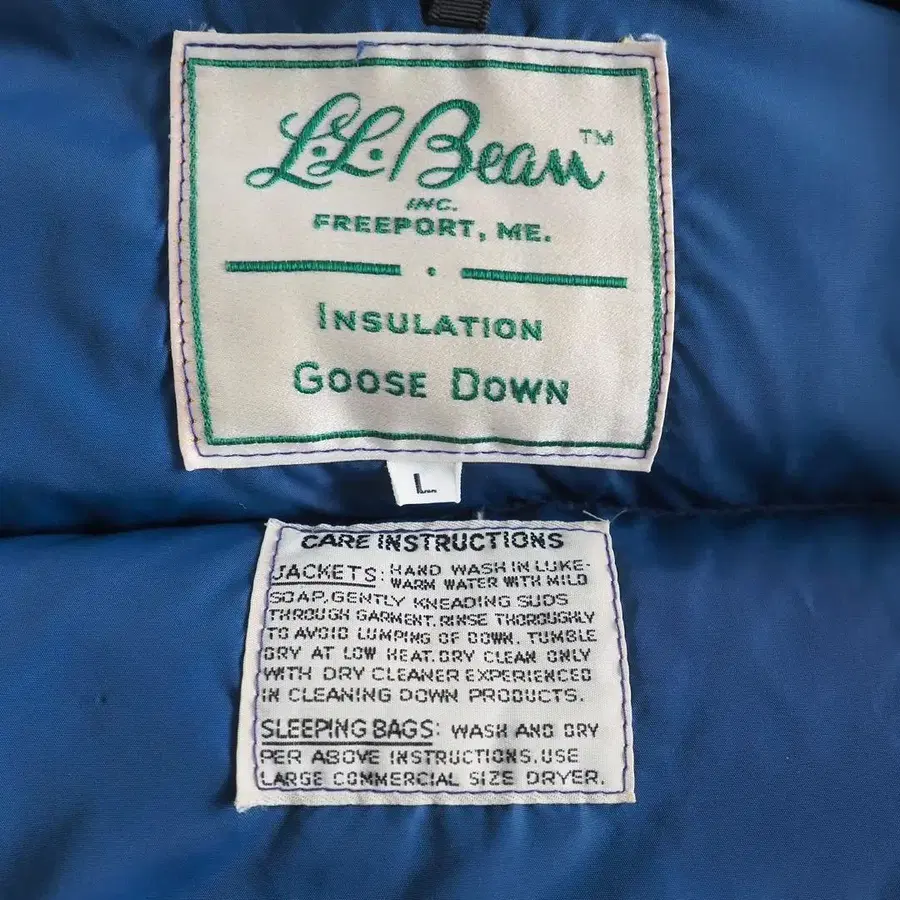 L.L.Bean™
INC.
FREEPORT, ME.
INSULATION
GOOSE DOWN
L
CARE INSTRUCTIONS
JACKETS: HAND WASH IN LUKE-
WARM WATER WITH MILD
SOAP, GENTLY KNEADING SUDS
THROUGH GARMENT. RINSE THOROUGHLY
TO AVOID LUMPING OF DOWN. TUMBLE
DRY AT LOW HEAT. DRY CLEAN ONLY
WITH DRY CLEANER EXPERIENCED
IN CLEANING DOWN PRODUCTS.
SLEEPING BAGS: WASH AND DRY
PER ABOVE INSTRUCTIONS. USE
LARGE COMMERCIAL SIZE DRYER.